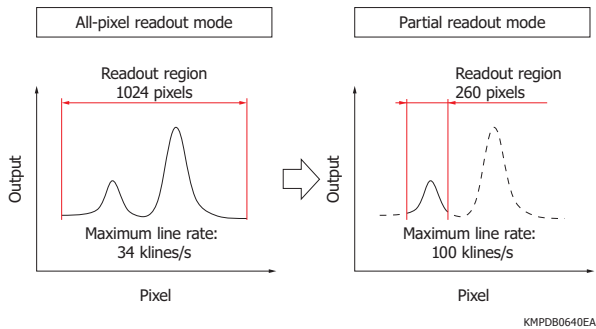 All-pixel readout mode
Readout region
1024 pixels
Output
Maximum line rate:
34 klines/s
Pixel
Partial readout mode
Readout region
260 pixels
Output
Maximum line rate:
100 klines/s
Pixel
KMPDB0640EA